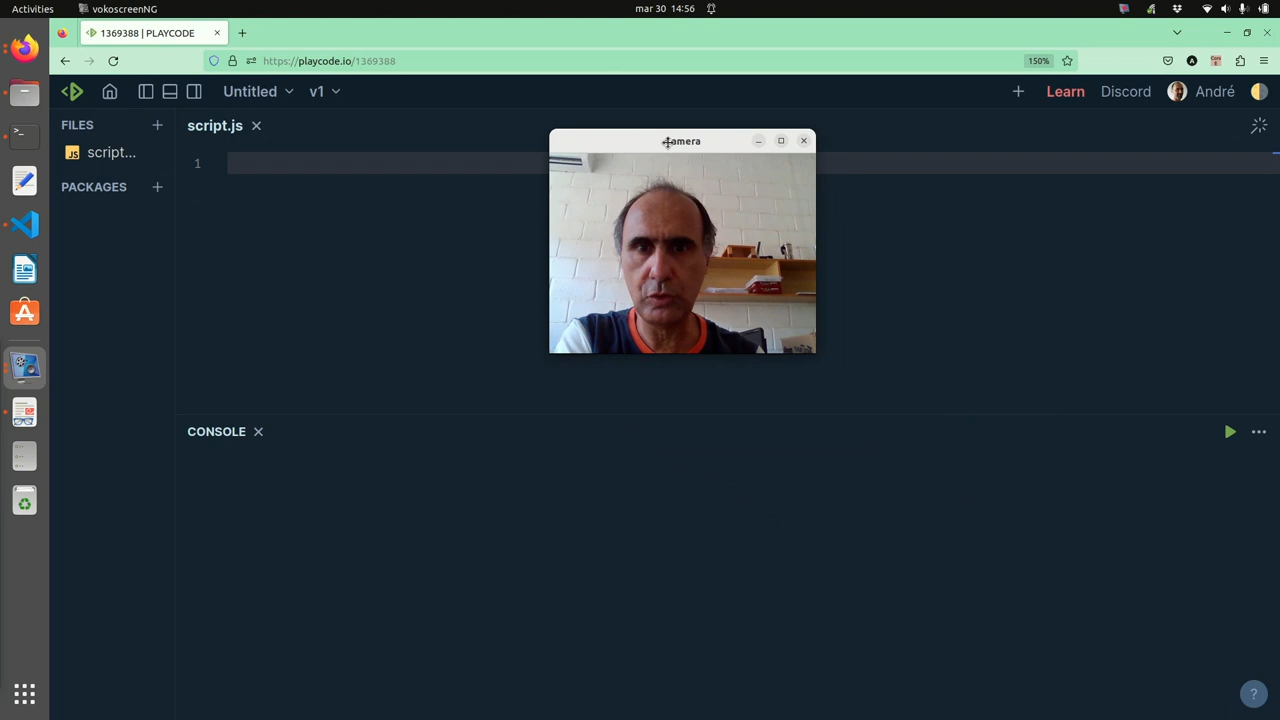 Activities vokoscreenNG mar 30 14:56
1369388 | PLAYCODE
https://playcode.io/1369388 150%
Untitled v1 Learn Discord André
FILES script.js
JS script...
1
PACKAGES
CONSOLE